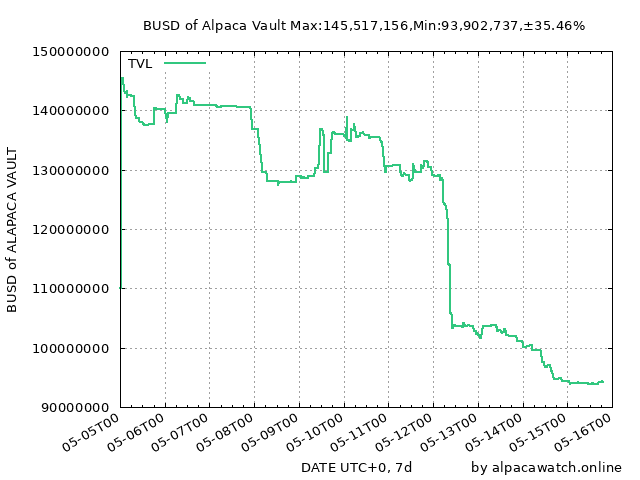 BUSD of Alpaca Vault Max:145,517,156,Min:93,902,737,±35.46%
150000000
TVL
140000000
130000000
120000000
110000000
100000000
90000000
BUSD of ALAPACA VAULT
05-05T00
05-06T00
05-07T00
05-08T00
05-09T00
05-10T00
05-11T00
05-12T00
05-13T00
05-14T00
05-15T00
05-16T00
DATE UTC+0, 7d
by alpacawatch.online